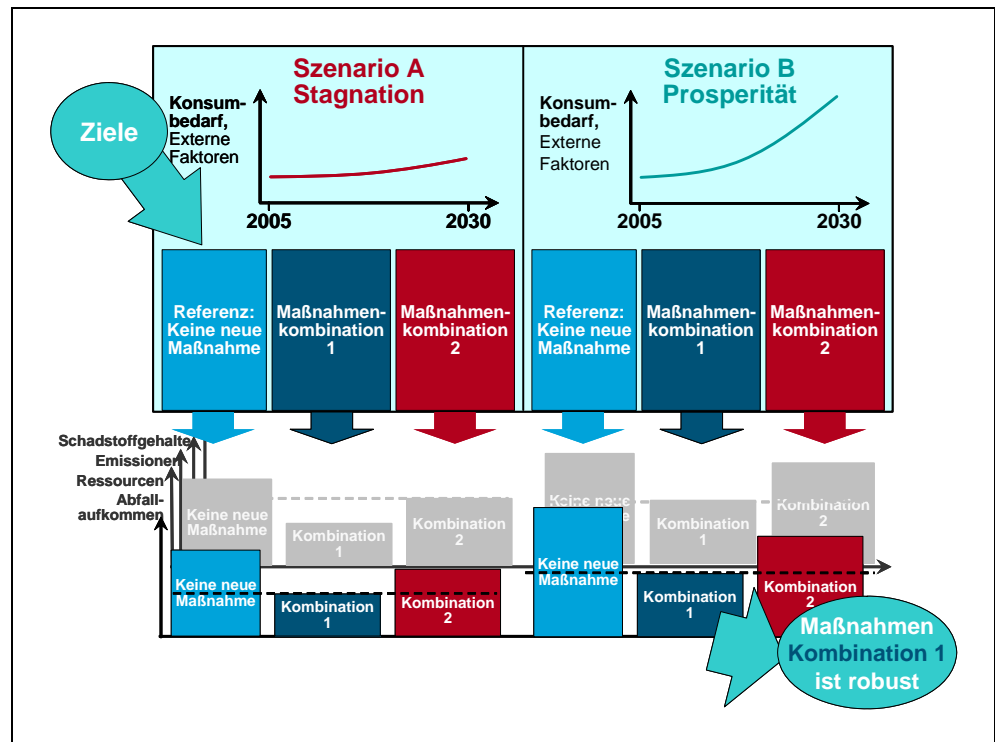 Szenario A
Stagnation
Szenario B
Prosperität
Ziele
Konsum-
bedarf,
Externe
Faktoren
2005
2030
Konsum-
bedarf,
Externe
Faktoren
2005
2030
Referenz:
Keine neue
Maßnahme
Maßnahmen-
kombination
1
Maßnahmen-
kombination
2
Referenz:
Keine neue
Maßnahme
Maßnahmen-
kombination
1
Maßnahmen-
kombination
2
Schadstoffgehalte
Emissionen
Ressourcen
Abfall-
aufkommen
Keine neue
Maßnahme
Kombination
1
Kombination
2
Keine neue
Maßnahme
Kombination
1
Kombination
2
Keine neue
Maßnahme
Kombination
1
Kombination
2
Keine neue
Maßnahme
Kombination
1
Kombination
2
Maßnahmen
Kombination 1
ist robust